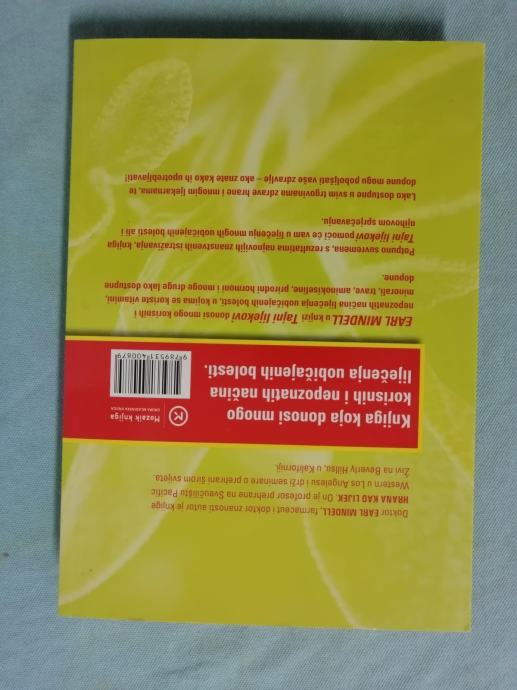 Doktor EARL MINDELL, farmaceut i doktor znanosti autor je knjige
HRANA KAO LIJEK. On je profesor prehrane na Sveučilištu Pacific
Western u Los Angelesu i drži seminare o prehrani širom svijeta.
Živi na Beverly Hillsu, u Kaliforniji.
Knjiga koja donosi mnogo
korisnih i nepoznatih načina
liječenja uobičajenih bolesti.
Mozaik knjiga
GRUPA MLADINSKA KNJIGA
9789531400879
EARL MINDELL u knjizi Tajni lijekovi donosi mnogo korisnih i
nepoznatih načina liječenja uobičajenih bolesti, u kojima se koriste vitamini,
minerali, trave, aminokiseline, prirodni hormoni i mnoge druge lako dostupne
dopune.
Potpuno suvremena, s rezultatima najnovijih znanstvenih istraživanja, knjiga
Tajni lijekovi pomoći će vam u liječenju mnogih uobičajenih bolesti ali i
njihovom sprječavanju.
Lako dostupne u svim trgovinama zdrave hrane i mnogim ljekarnama, te
dopune mogu poboljšati vaše zdravlje – ako znate kako ih upotrebljavati!